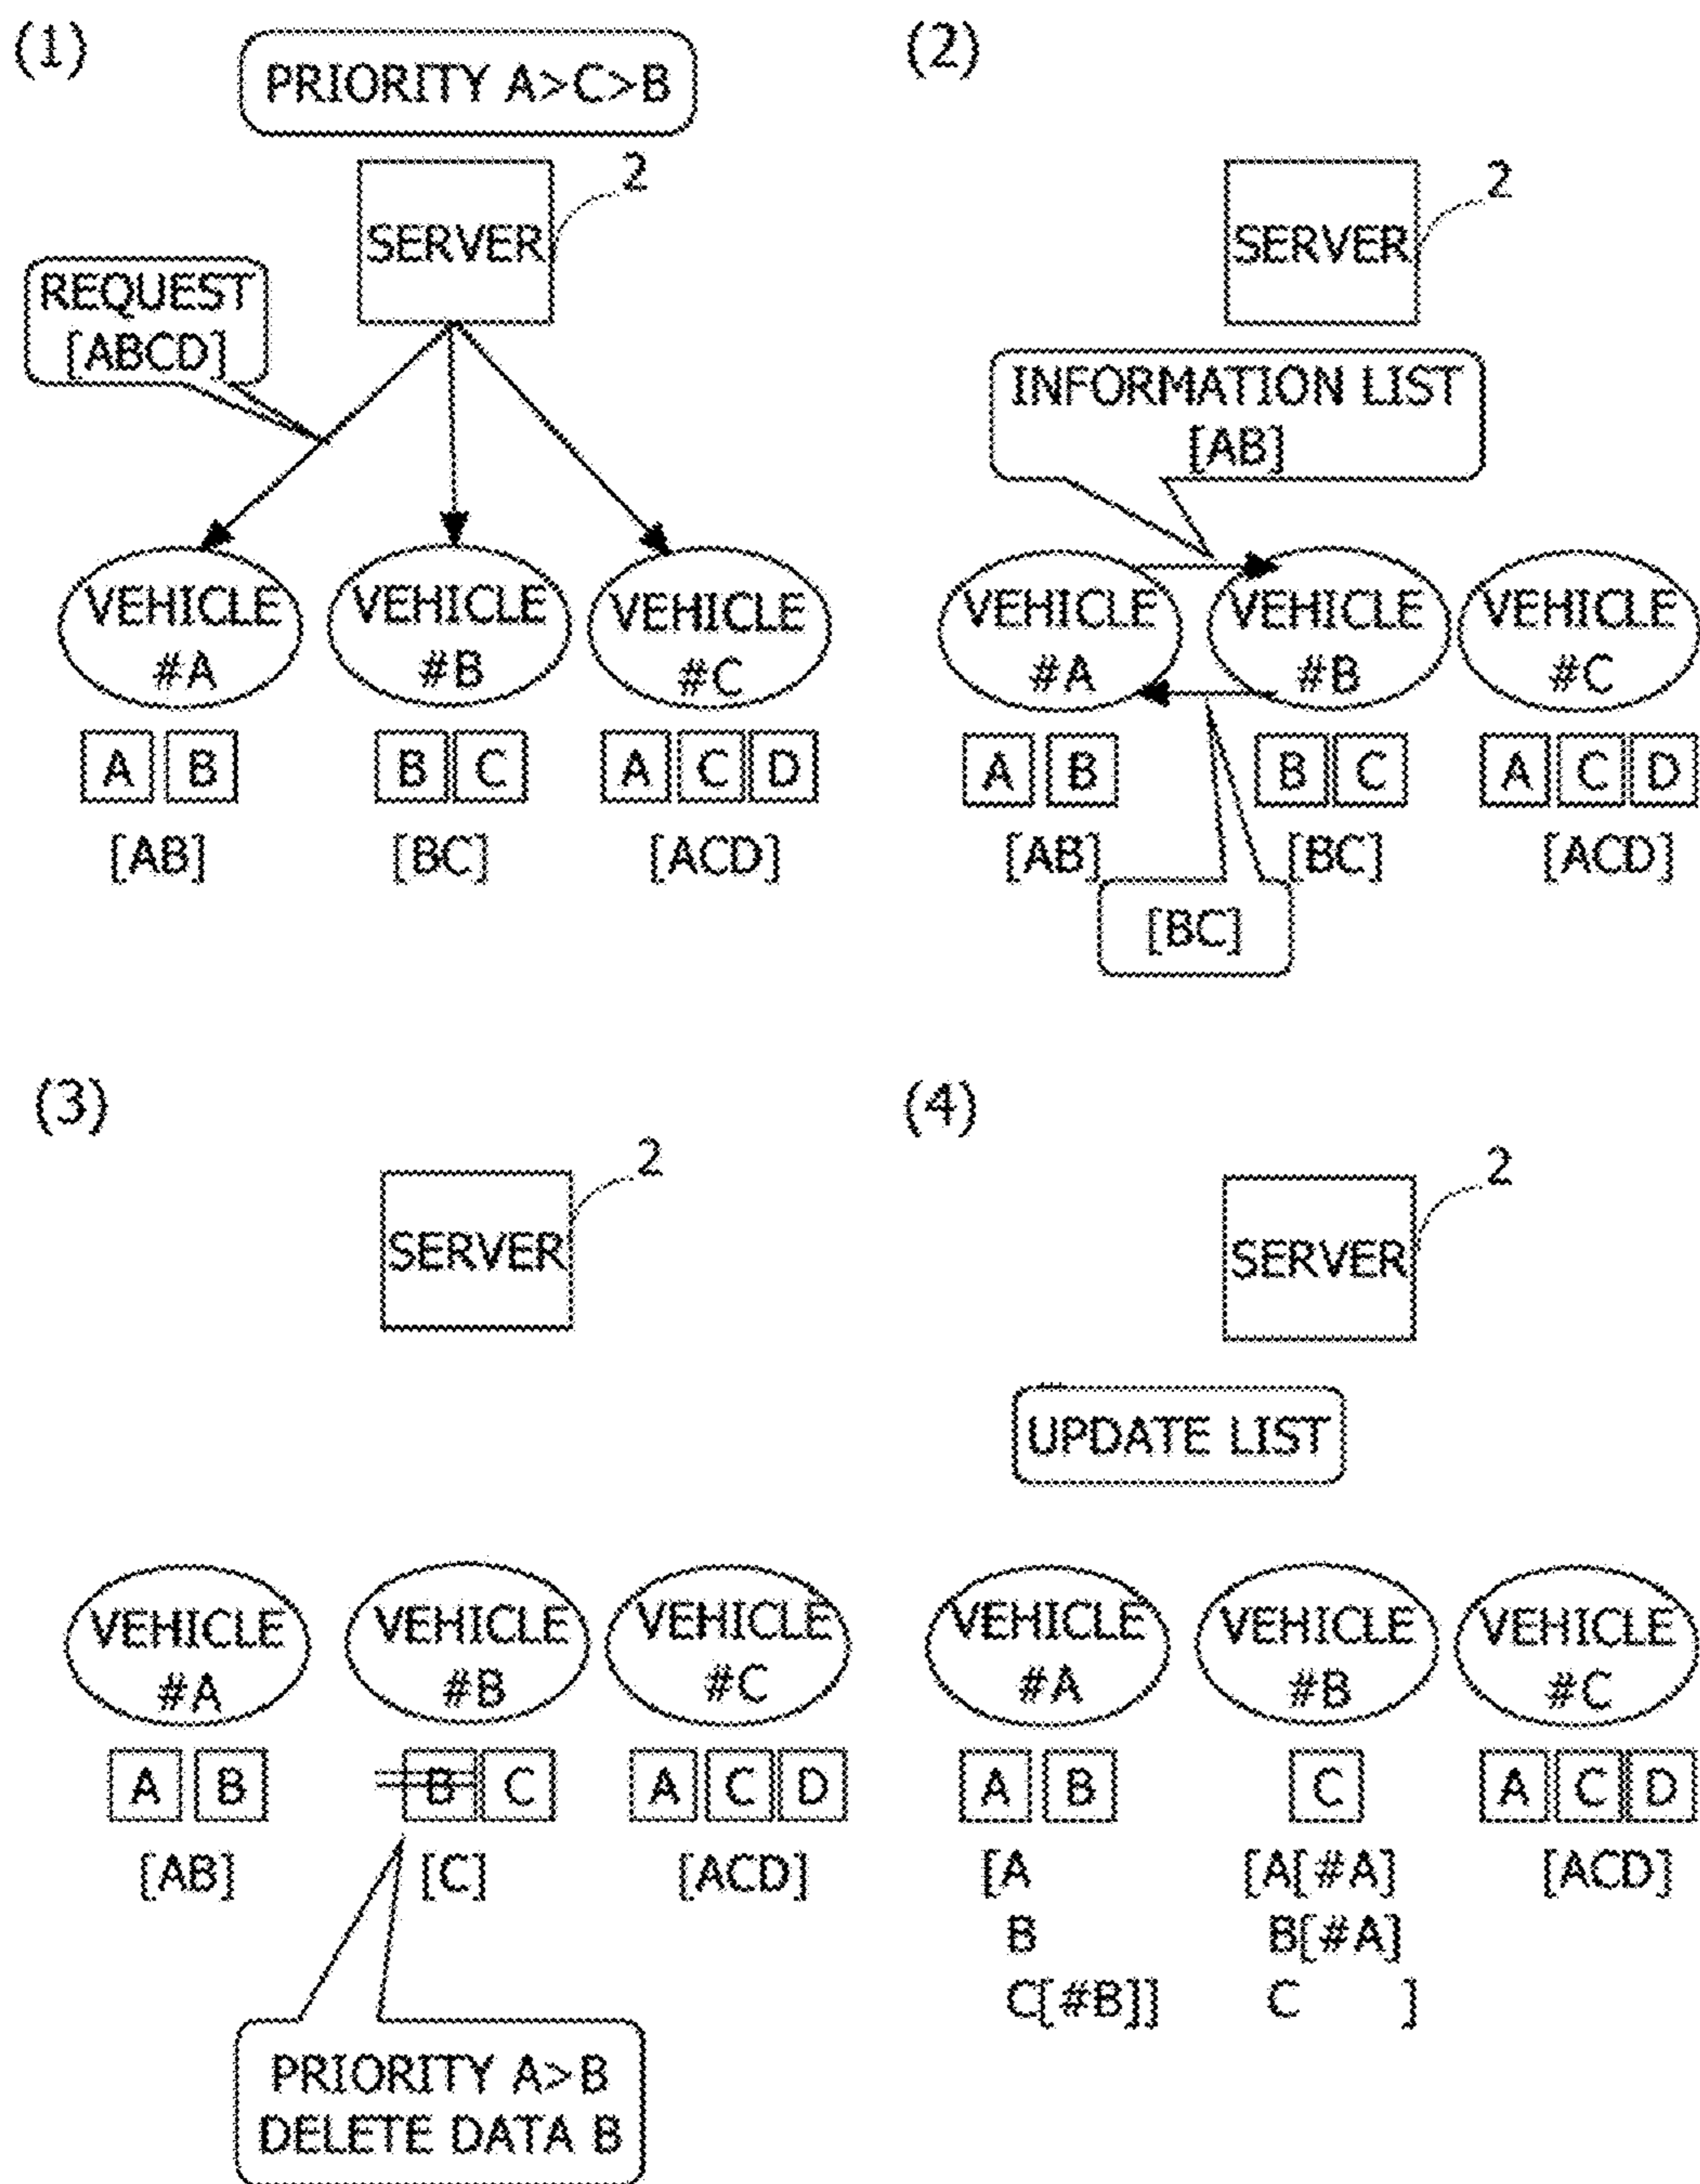 (1)
PRIORITY A>C>B
2
SERVER
REQUEST
[ABCD]
VEHICLE
#A
VEHICLE
#B
VEHICLE
#C
A B
B C
A C D
[AB]
[BC]
[ACD]
(2)
2
SERVER
INFORMATION LIST
[AB]
VEHICLE
#A
VEHICLE
#B
VEHICLE
#C
A B
B C
A C D
[AB]
[BC]
[ACD]
[BC]
(3)
2
SERVER
VEHICLE
#A
VEHICLE
#B
VEHICLE
#C
A B
B C
A C D
[AB]
[C]
[ACD]
PRIORITY A>B
DELETE DATA B
(4)
2
SERVER
UPDATE LIST
VEHICLE
#A
VEHICLE
#B
VEHICLE
#C
A B
C
A C D
[A
B
C[#B]]
[A[#A]
B[#A]
C ]
[ACD]